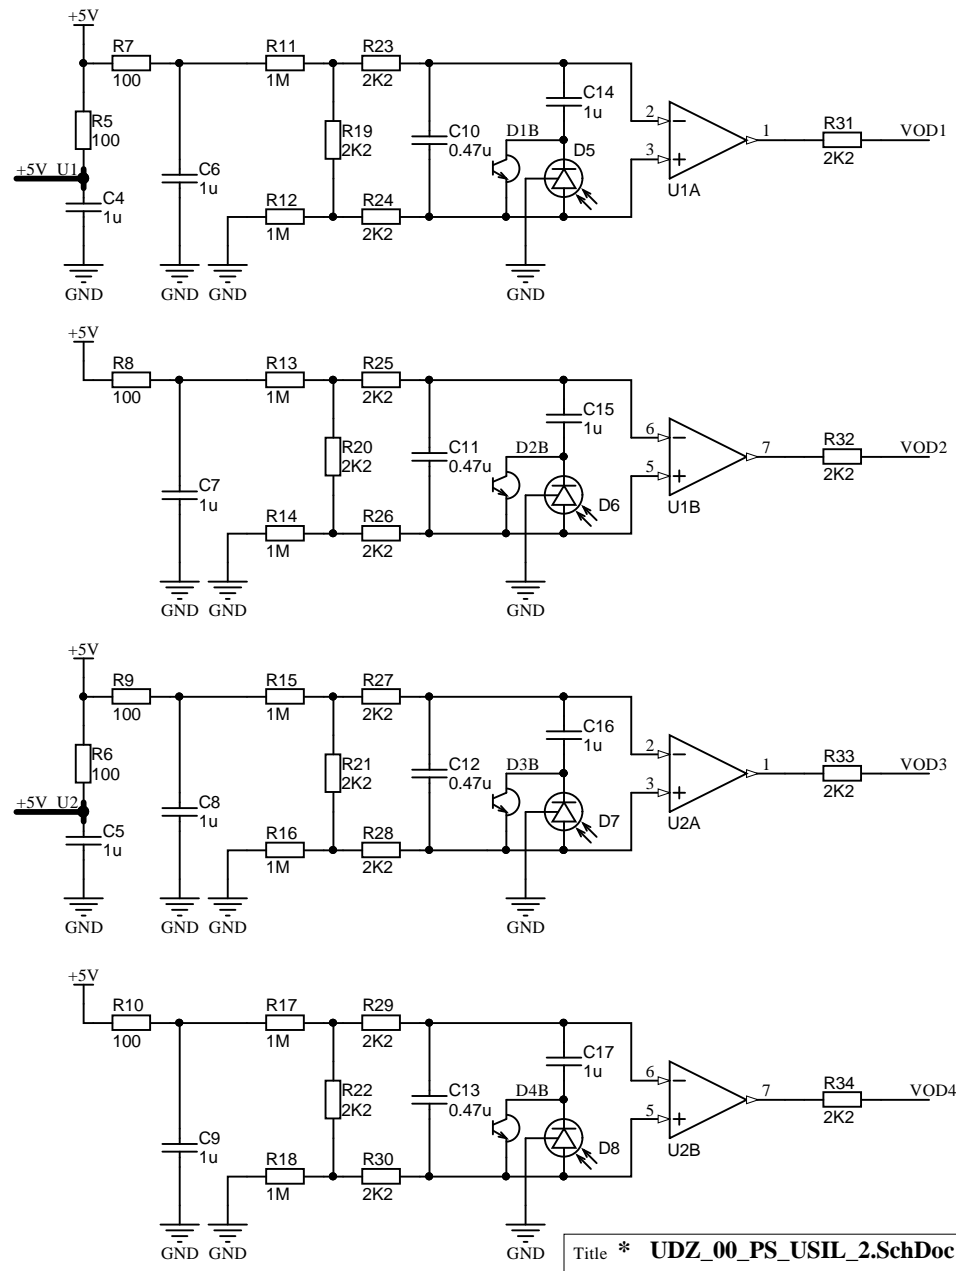 +5V
R7
100
R11
1M
R23
2K2
R5
100
+5V_U1
C4
1u
C6
1u
R19
2K2
C10
0.47u
D1B
C14
1u
D5
2
3
1
U1A
R31
2K2
VOD1
R12
1M
R24
2K2
GND
GND
GND
GND
+5V
R8
100
R13
1M
R25
2K2
C7
1u
R20
2K2
C11
0.47u
D2B
C15
1u
D6
6
5
7
U1B
R32
2K2
VOD2
R14
1M
R26
2K2
GND
GND
GND
+5V
R9
100
R15
1M
R27
2K2
R6
100
+5V_U2
C5
1u
C8
1u
R21
2K2
C12
0.47u
D3B
C16
1u
D7
2
3
1
U2A
R33
2K2
VOD3
R16
1M
R28
2K2
GND
GND
GND
GND
+5V
R10
100
R17
1M
R29
2K2
C9
1u
R22
2K2
C13
0.47u
D4B
C17
1u
D8
6
5
7
U2B
R34
2K2
VOD4
R18
1M
R30
2K2
GND
GND
GND
Title * UDZ_00_PS_USIL_2.SchDoc